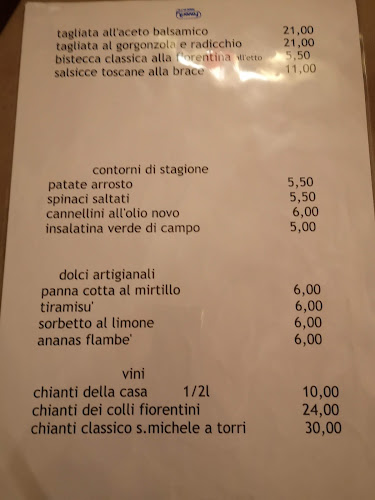 tagliata all'aceto balsamico 21,00
tagliata al gorgonzola e radicchio 21,00
bistecca classica alla fiorentina all'etto 5,50
salsicce toscane alla brace 11,00
contorni di stagione
patate arrosto 5,50
spinaci saltati 5,50
cannellini all'olio novo 6,00
insalatina verde di campo 5,00
dolci artigianali
panna cotta al mirtillo 6,00
tiramisu' 6,00
sorbetto al limone 6,00
ananas flambe' 6,00
vini
chianti della casa 1/2l 10,00
chianti dei colli fiorentini 24,00
chianti classico s.michele a torri 30,00